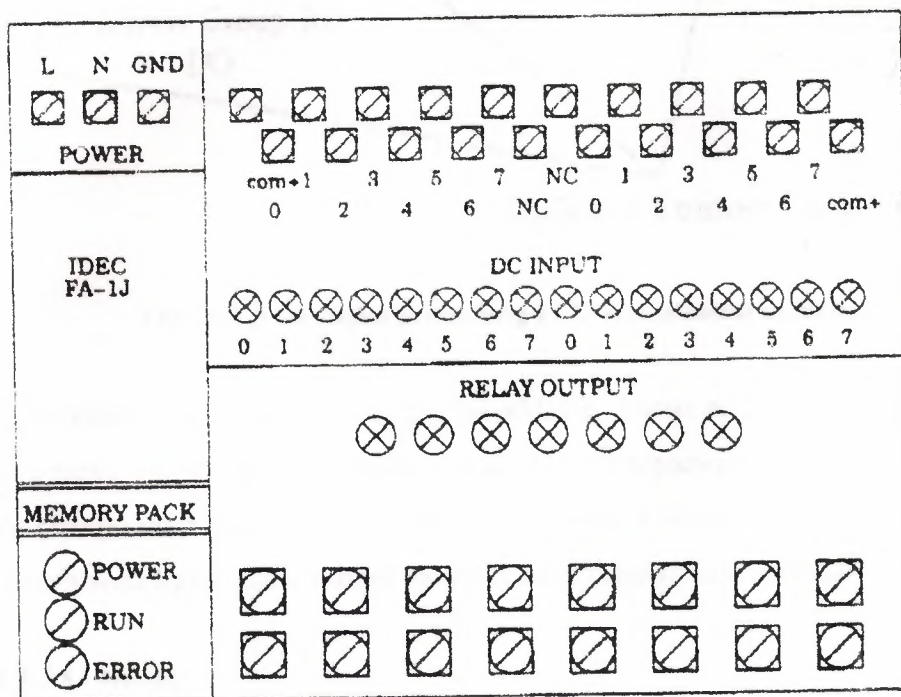 L N GND
POWER
com+1 3 5 7 NC 1 3 5 7
0 2 4 6 NC 0 2 4 6 com+
IDEC
FA-1J
DC INPUT
0 1 2 3 4 5 6 7 0 1 2 3 4 5 6 7
RELAY OUTPUT
MEMORY PACK
POWER
RUN
ERROR